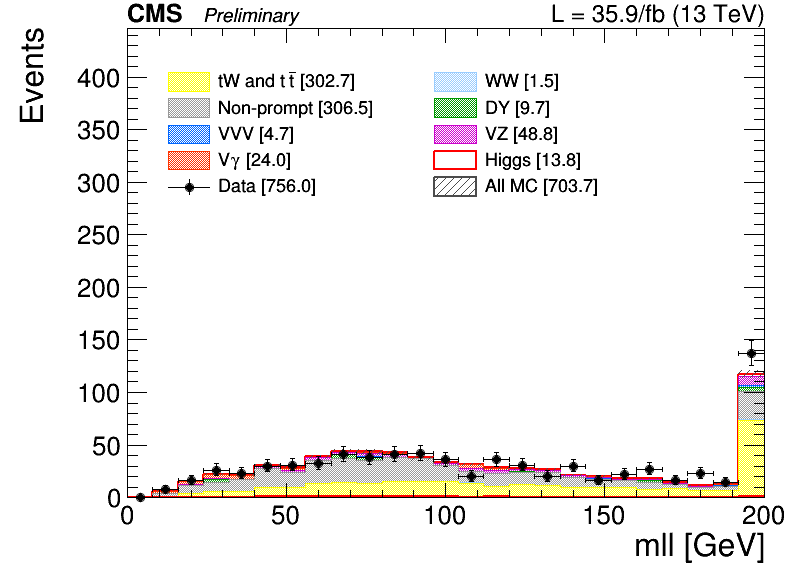 CMS Preliminary L = 35.9/fb (13 TeV)
Events
tW and t t̅ [302.7] WW [1.5]
Non-prompt [306.5] DY [9.7]
VVV [4.7] VZ [48.8]
Vγ [24.0] Higgs [13.8]
Data [756.0] All MC [703.7]
400
350
300
250
200
150
100
50
0
0 50 100 150 200
mll [GeV]